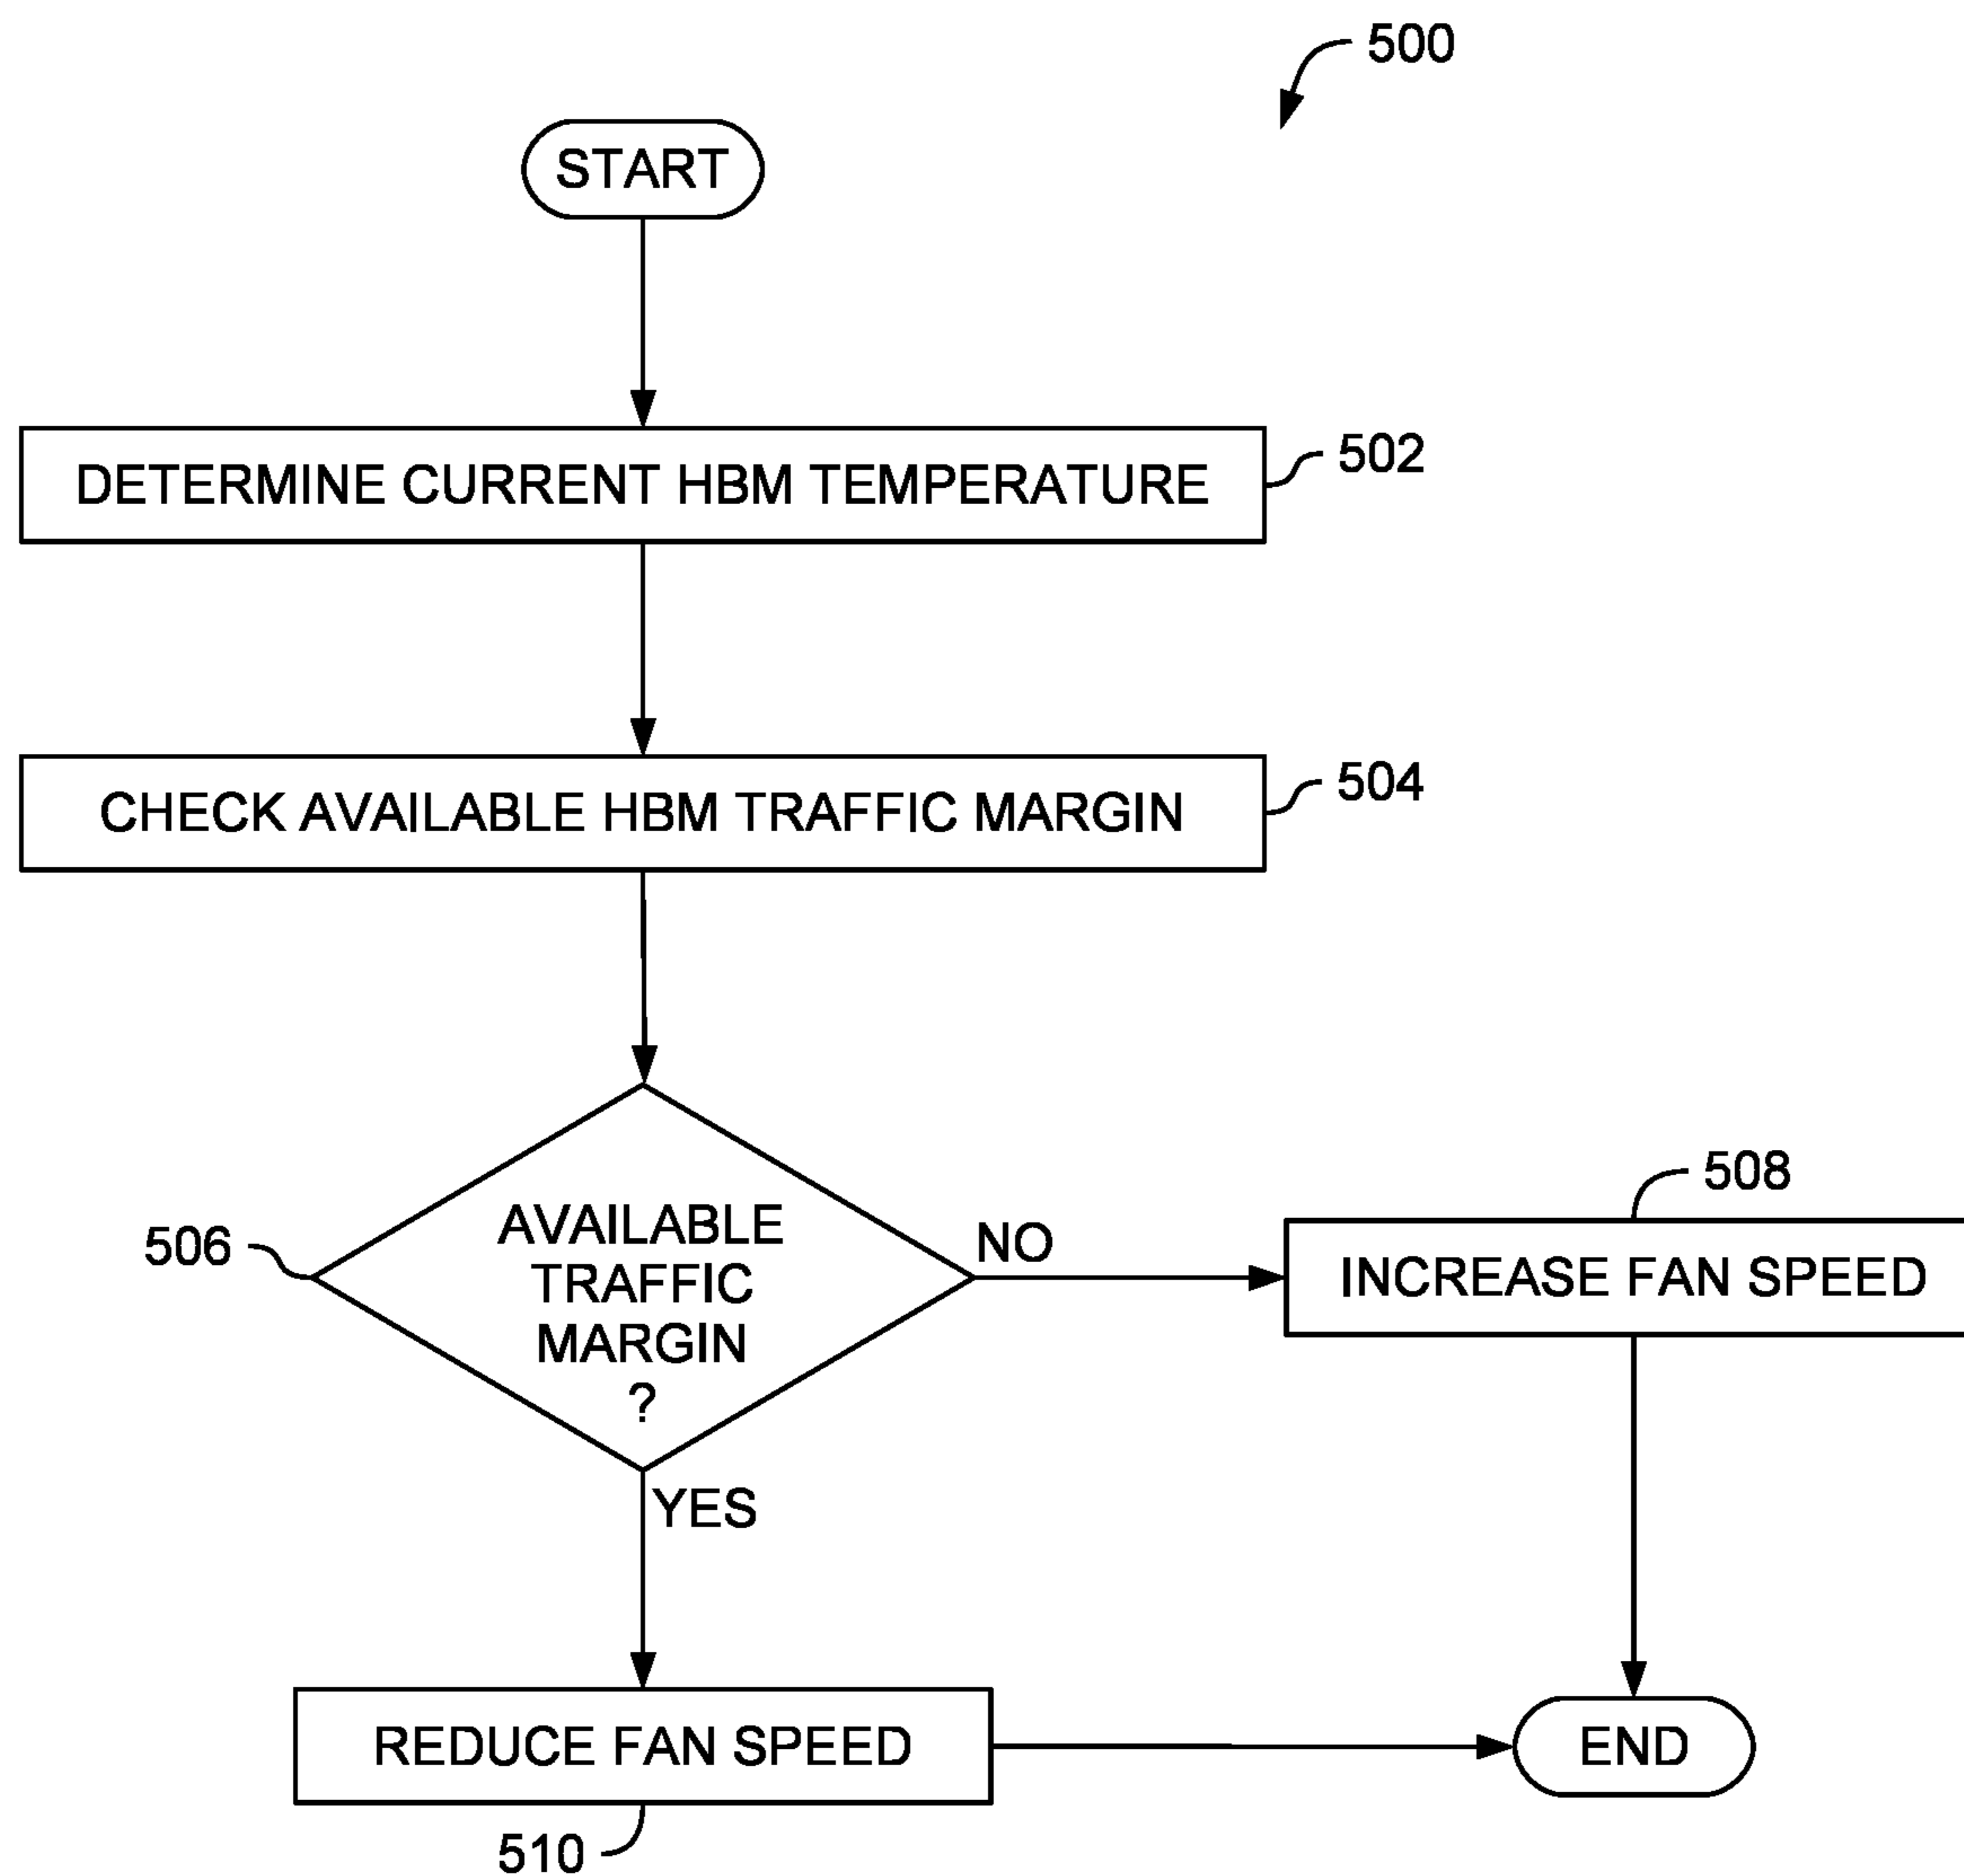 500
START
DETERMINE CURRENT HBM TEMPERATURE
502
CHECK AVAILABLE HBM TRAFFIC MARGIN
504
506
AVAILABLE
TRAFFIC
MARGIN
?
NO
508
INCREASE FAN SPEED
YES
REDUCE FAN SPEED
510
END